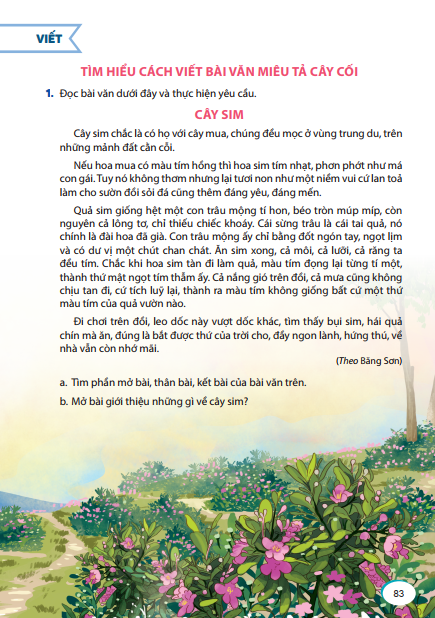 VIẾT
TÌM HIỂU CÁCH VIẾT BÀI VĂN MIÊU TẢ CÂY CỐI
1. Đọc bài văn dưới đây và thực hiện yêu cầu.
CÂY SIM
Cây sim chắc là có họ với cây mua, chúng đều mọc ở vùng trung du, trên
những mảnh đất cằn cỗi.
Nếu hoa mua có màu tím hồng thì hoa sim tím nhạt, phơn phớt như má
con gái. Tuy nó không thơm nhưng lại tươi non như một niềm vui cứ lan toả
làm cho sườn đồi sỏi đá cũng thêm đáng yêu, đáng mến.
Quả sim giống hệt một con trâu mộng tí hon, béo tròn múp míp, còn
nguyên cả lông tơ, chỉ thiếu chiếc khoáy. Cái sừng trâu là cái tai quả, nó
chính là đài hoa đã già. Con trâu mộng ấy chỉ bằng đốt ngón tay, ngọt lịm
và có dư vị một chút chan chát. Ăn sim xong, cả môi, cả lưỡi, cả răng ta
đều tím. Chắc khi hoa sim tàn đi làm quả, màu tím đọng lại từng tí một,
thành thứ mật ngọt tím thẫm ấy. Cả nắng gió trên đồi, cả mưa cũng không
chịu tan đi, cứ tích luỹ lại, thành ra màu tím không giống bất cứ một thứ
màu tím của quả vườn nào.
Đi chơi trên đồi, leo dốc này vượt dốc khác, tìm thấy bụi sim, hái quả
chín mà ăn, đúng là bắt được thứ của trời cho, đầy ngon lành, hứng thú, về
nhà vẫn còn nhớ mãi.
(Theo Băng Sơn)
a. Tìm phần mở bài, thân bài, kết bài của bài văn trên.
b. Mở bài giới thiệu những gì về cây sim?
83